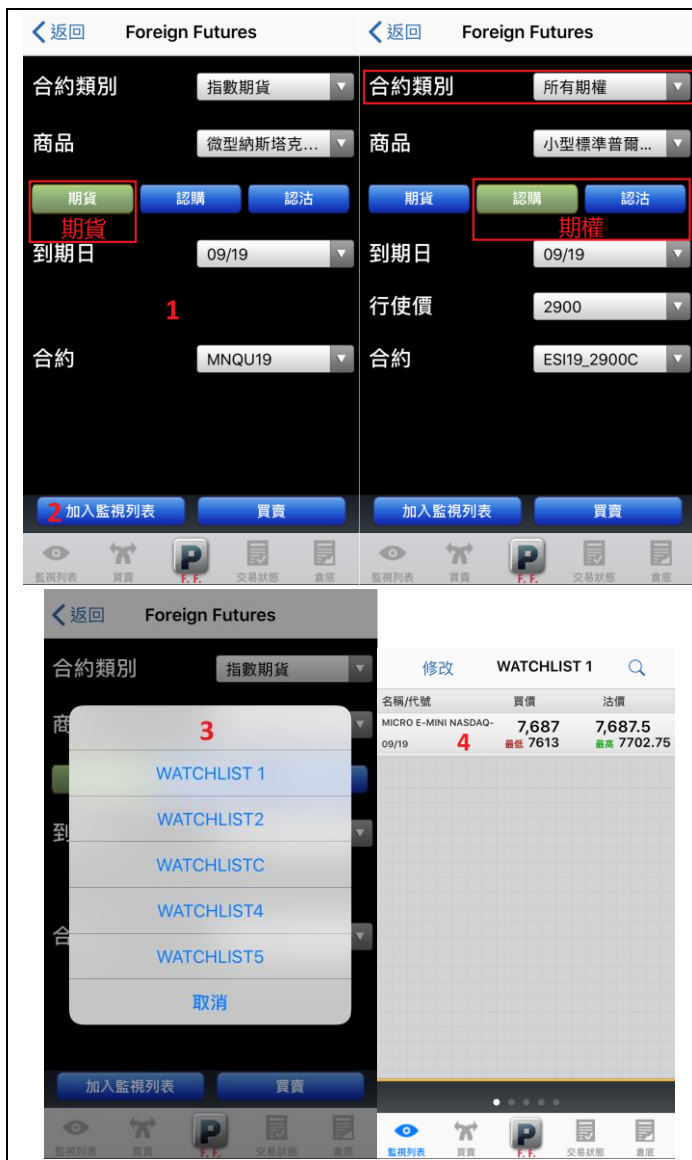 返回 Foreign Futures
合約類別 指數期貨
商品 微型納斯塔克...
期貨 認購 認沽
期貨
到期日 09/19
1
合約 MNQU19
2 加入監視列表 買賣
P
監視列表 買賣 F. F. 交易狀態 倉底
返回 Foreign Futures
合約類別 所有期權
商品 小型標準普爾...
期貨 認購 認沽
期權
到期日 09/19
行使價 2900
合約 ESI19_2900C
加入監視列表 買賣
P
監視列表 買賣 F. F. 交易狀態 倉底
返回 Foreign Futures
合約類別 指數期貨
商
3
WATCHLIST 1
WATCHLIST2
到
WATCHLISTC
WATCHLIST4
合
WATCHLIST5
取消
加入監視列表 買賣
P
監視列表 買賣 F. F. 交易狀態 倉底
修改 WATCHLIST 1
名稱/代號 買價 沽價
MICRO E-MINI NASDAQ- 7,687 7,687.5
09/19 4 最低 7613 最高 7702.75
P
監視列表 買賣 F. F. 交易狀態 倉底